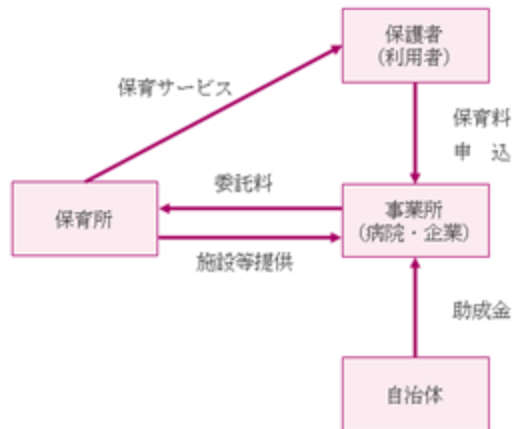 保護者
（利用者）
保育サービス
保育料
申　込
委託料
保育所
事業所
（病院・企業）
施設等提供
助成金
自治体